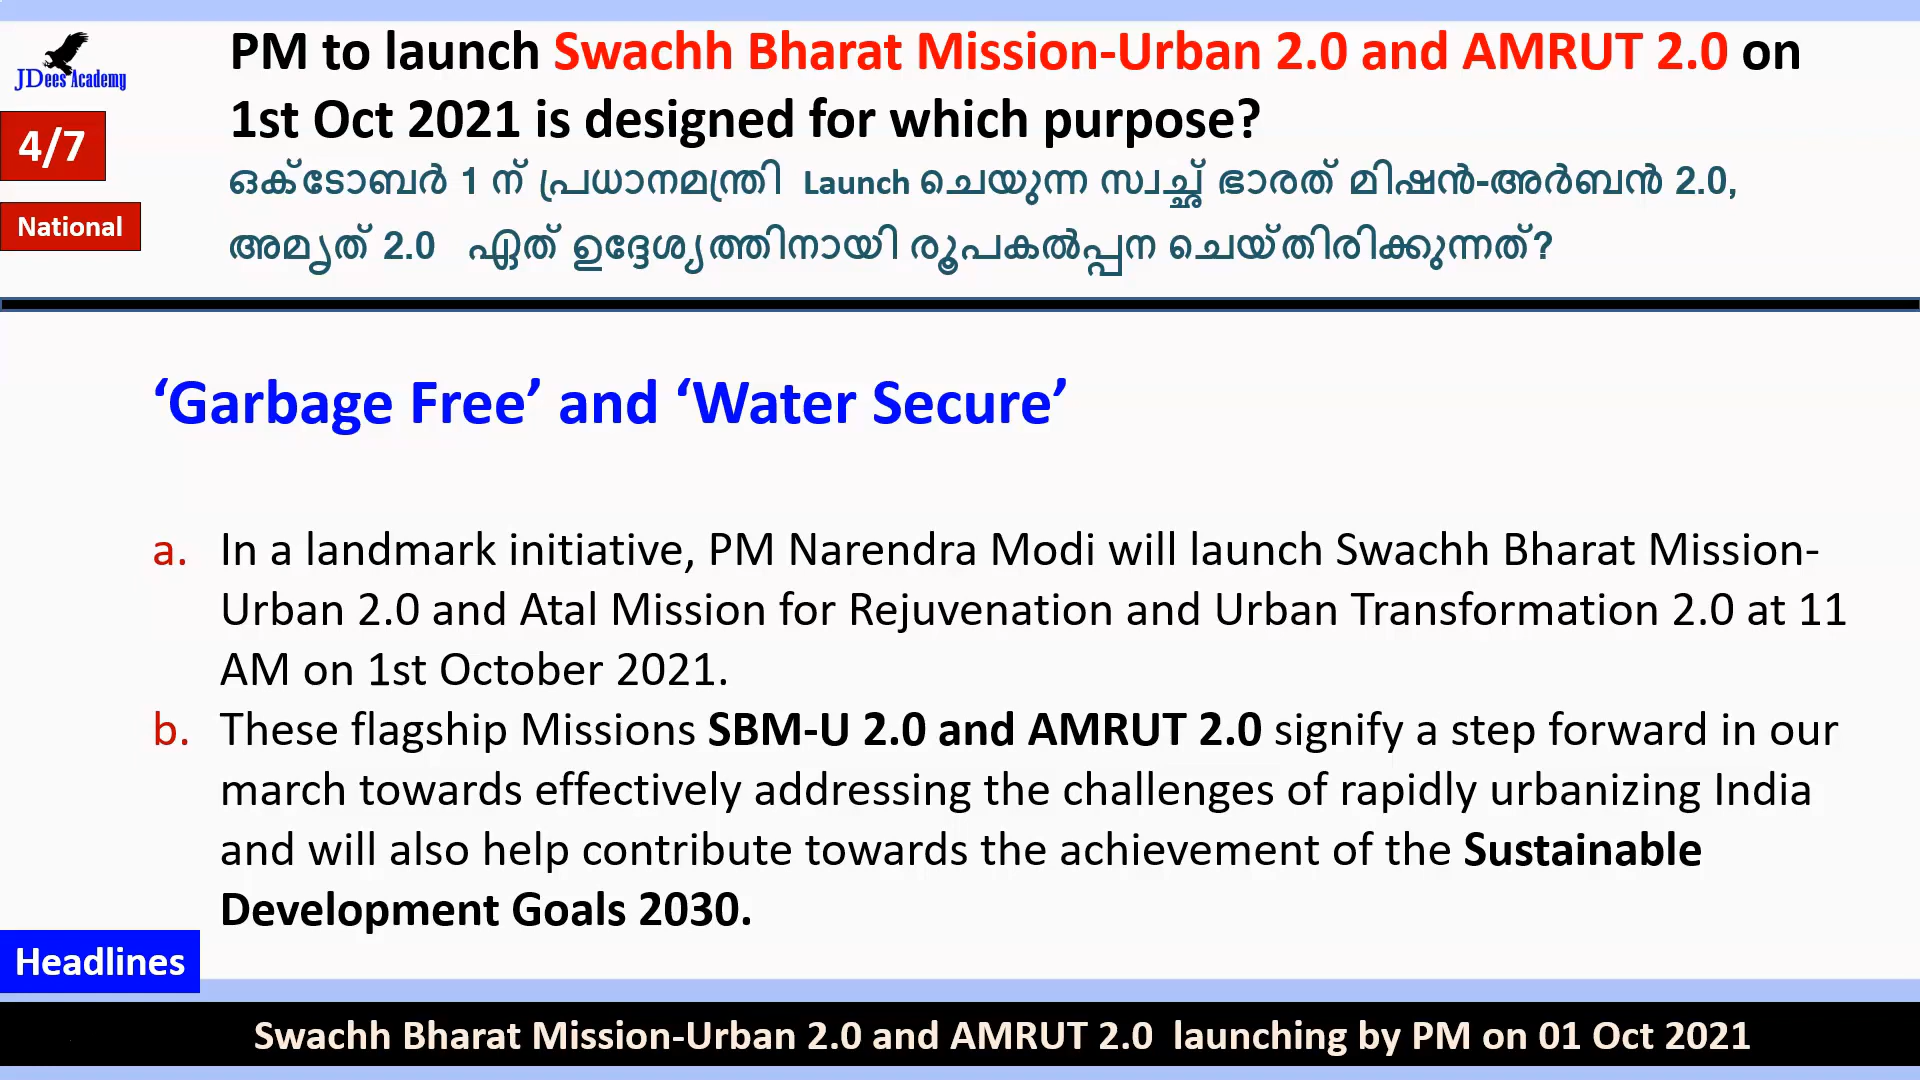 JDees Academy
PM to launch Swachh Bharat Mission-Urban 2.0 and AMRUT 2.0 on
1st Oct 2021 is designed for which purpose?
4/7
ഒക്ടോബർ 1 ന് പ്രധാനമന്ത്രി Launch ചെയുന്ന സ്വച്ഛ് ഭാരത് മിഷൻ-അർബൻ 2.0,
National
അമൃത് 2.0 ഏത് ഉദ്ദേശ്യത്തിനായി രൂപകൽപ്പന ചെയ്തിരിക്കുന്നത്?
‘Garbage Free’ and ‘Water Secure’
a. In a landmark initiative, PM Narendra Modi will launch Swachh Bharat Mission-
Urban 2.0 and Atal Mission for Rejuvenation and Urban Transformation 2.0 at 11
AM on 1st October 2021.
b. These flagship Missions SBM-U 2.0 and AMRUT 2.0 signify a step forward in our
march towards effectively addressing the challenges of rapidly urbanizing India
and will also help contribute towards the achievement of the Sustainable
Development Goals 2030.
Headlines
Swachh Bharat Mission-Urban 2.0 and AMRUT 2.0 launching by PM on 01 Oct 2021